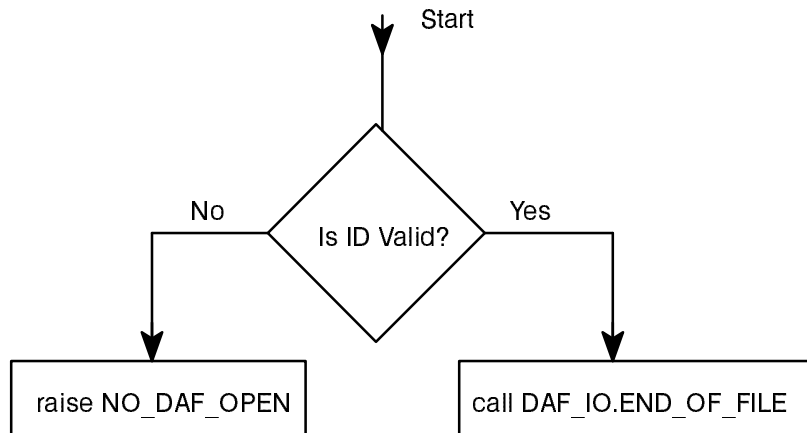 Start
No
Yes
Is ID Valid?
raise NO_DAF_OPEN
call DAF_IO.END_OF_FILE